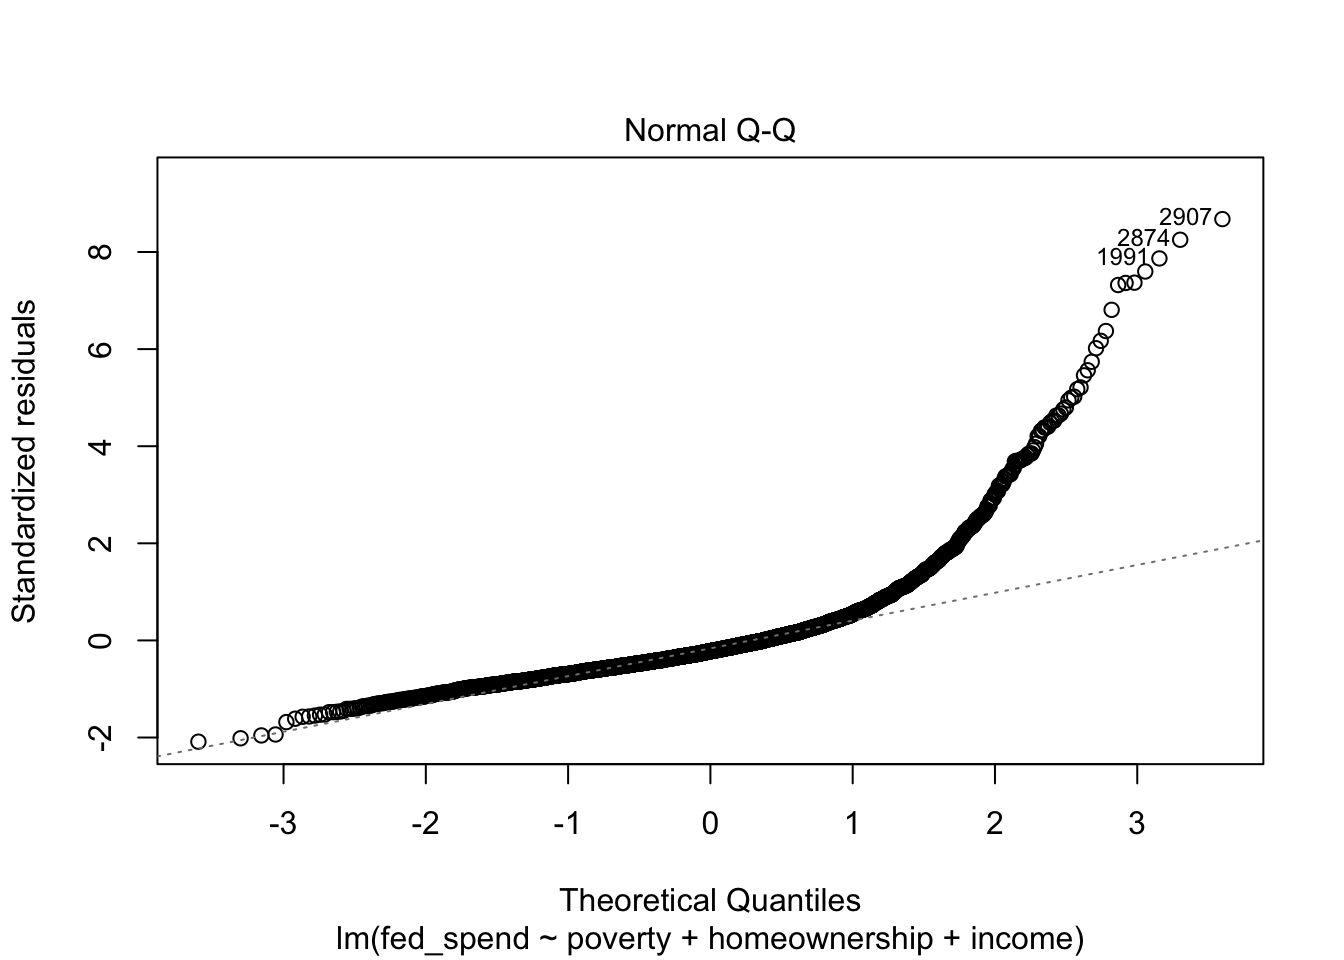 Normal Q-Q
2907
2874
1991
8
6
4
2
0
-2
Standardized residuals
-3 -2 -1 0 1 2 3
Theoretical Quantiles
lm(fed_spend ~ poverty + homeownership + income)